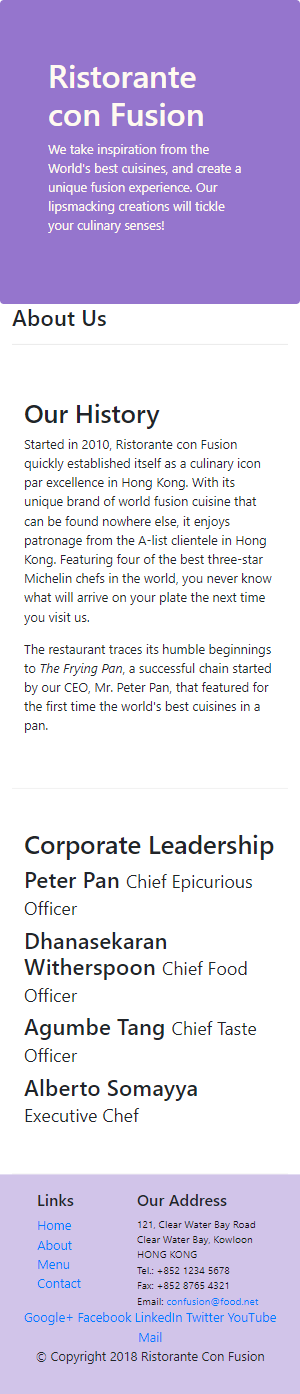 Ristorante
con Fusion
We take inspiration from the
World's best cuisines, and create a
unique fusion experience. Our
lipsmacking creations will tickle
your culinary senses!
About Us
Our History
Started in 2010, Ristorante con Fusion
quickly established itself as a culinary icon
par excellence in Hong Kong. With its
unique brand of world fusion cuisine that
can be found nowhere else, it enjoys
patronage from the A-list clientele in Hong
Kong. Featuring four of the best three-star
Michelin chefs in the world, you never know
what will arrive on your plate the next time
you visit us.
The restaurant traces its humble beginnings
to The Frying Pan, a successful chain started
by our CEO, Mr. Peter Pan, that featured for
the first time the world's best cuisines in a
pan.
Corporate Leadership
Peter Pan Chief Epicurious
Officer
Dhanasekaran
Witherspoon Chief Food
Officer
Agumbe Tang Chief Taste
Officer
Alberto Somayya
Executive Chef
Links
Home
About
Menu
Contact
Our Address
121, Clear Water Bay Road
Clear Water Bay, Kowloon
HONG KONG
Tel.: +852 1234 5678
Fax: +852 8765 4321
Email: confusion@food.net
Google+ Facebook LinkedIn Twitter YouTube
Mail
© Copyright 2018 Ristorante Con Fusion